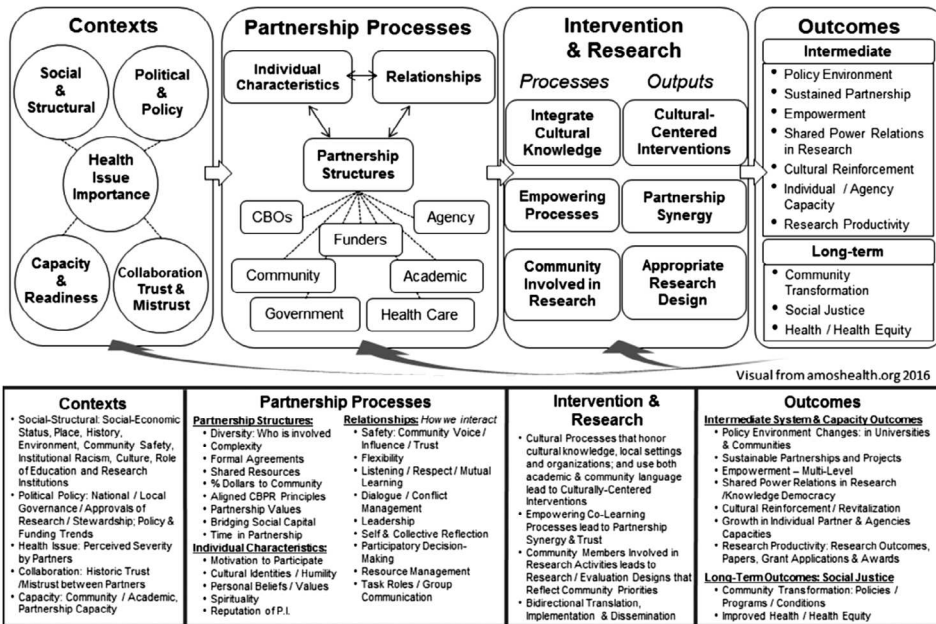 Contexts
Social
& Structural
Political
& Policy
Health
Issue
Importance
Capacity
&
Readiness
Collaboration
Trust &
Mistrust
Partnership Processes
Individual
Characteristics
Relationships
Partnership
Structures
CBOs
Agency
Funders
Community
Academic
Government
Health Care
Intervention
& Research
Processes
Outputs
Integrate
Cultural
Knowledge
Cultural-
Centered
Interventions
Empowering
Processes
Partnership
Synergy
Community
Involved in
Research
Appropriate
Research
Design
Outcomes
Intermediate
• Policy Environment
• Sustained Partnership
• Empowerment
• Shared Power Relations
in Research
• Cultural Reinforcement
• Individual / Agency
Capacity
• Research Productivity
Long-term
• Community
Transformation
• Social Justice
• Health / Health Equity
Visual from amoshealth.org 2016
Contexts
• Social-Structural: Social-Economic
Status, Place, History,
Environment, Community Safety,
Institutional Racism, Culture, Role
of Education and Research
Institutions
• Political Policy: National / Local
Governance / Approvals of
Research / Stewardship; Policy &
Funding Trends
• Health Issue: Perceived Severity
by Partners
• Collaboration: Historic Trust
/Mistrust between Partners
• Capacity: Community / Academic,
Partnership Capacity
Partnership Processes
Partnership Structures:
• Diversity: Who is involved
• Complexity
• Formal Agreements
• Shared Resources
• % Dollars to Community
• Aligned CBPR Principles
• Partnership Values
• Bridging Social Capital
• Time in Partnership
Individual Characteristics:
• Motivation to Participate
• Cultural Identities / Humility
• Personal Beliefs / Values
• Spirituality
• Reputation of P.I.
Relationships: How we interact
• Safety: Community Voice /
Influence / Trust
• Flexibility
• Listening / Respect / Mutual
Learning
• Dialogue / Conflict
Management
• Leadership
• Self & Collective Reflection
• Participatory Decision-
Making
• Resource Management
• Task Roles / Group
Communication
Intervention &
Research
• Cultural Processes that honor
cultural knowledge, local settings
and organizations; and use both
academic & community language
lead to Culturally-Centered
Interventions
• Empowering Co-Learning
Processes lead to Partnership
Synergy & Trust
• Community Members Involved in
Research Activities leads to
Research / Evaluation Designs that
Reflect Community Priorities
• Bidirectional Translation,
Implementation & Dissemination
Outcomes
Intermediate System & Capacity Outcomes
• Policy Environment Changes: in Universities
& Communities
• Sustainable Partnerships and Projects
• Empowerment – Multi-Level
• Shared Power Relations in Research
/Knowledge Democracy
• Cultural Reinforcement / Revitalization
• Growth in Individual Partner & Agencies
Capacities
• Research Productivity: Research Outcomes,
Papers, Grant Applications & Awards
Long-Term Outcomes: Social Justice
• Community Transformation: Policies /
Programs / Conditions
• Improved Health / Health Equity